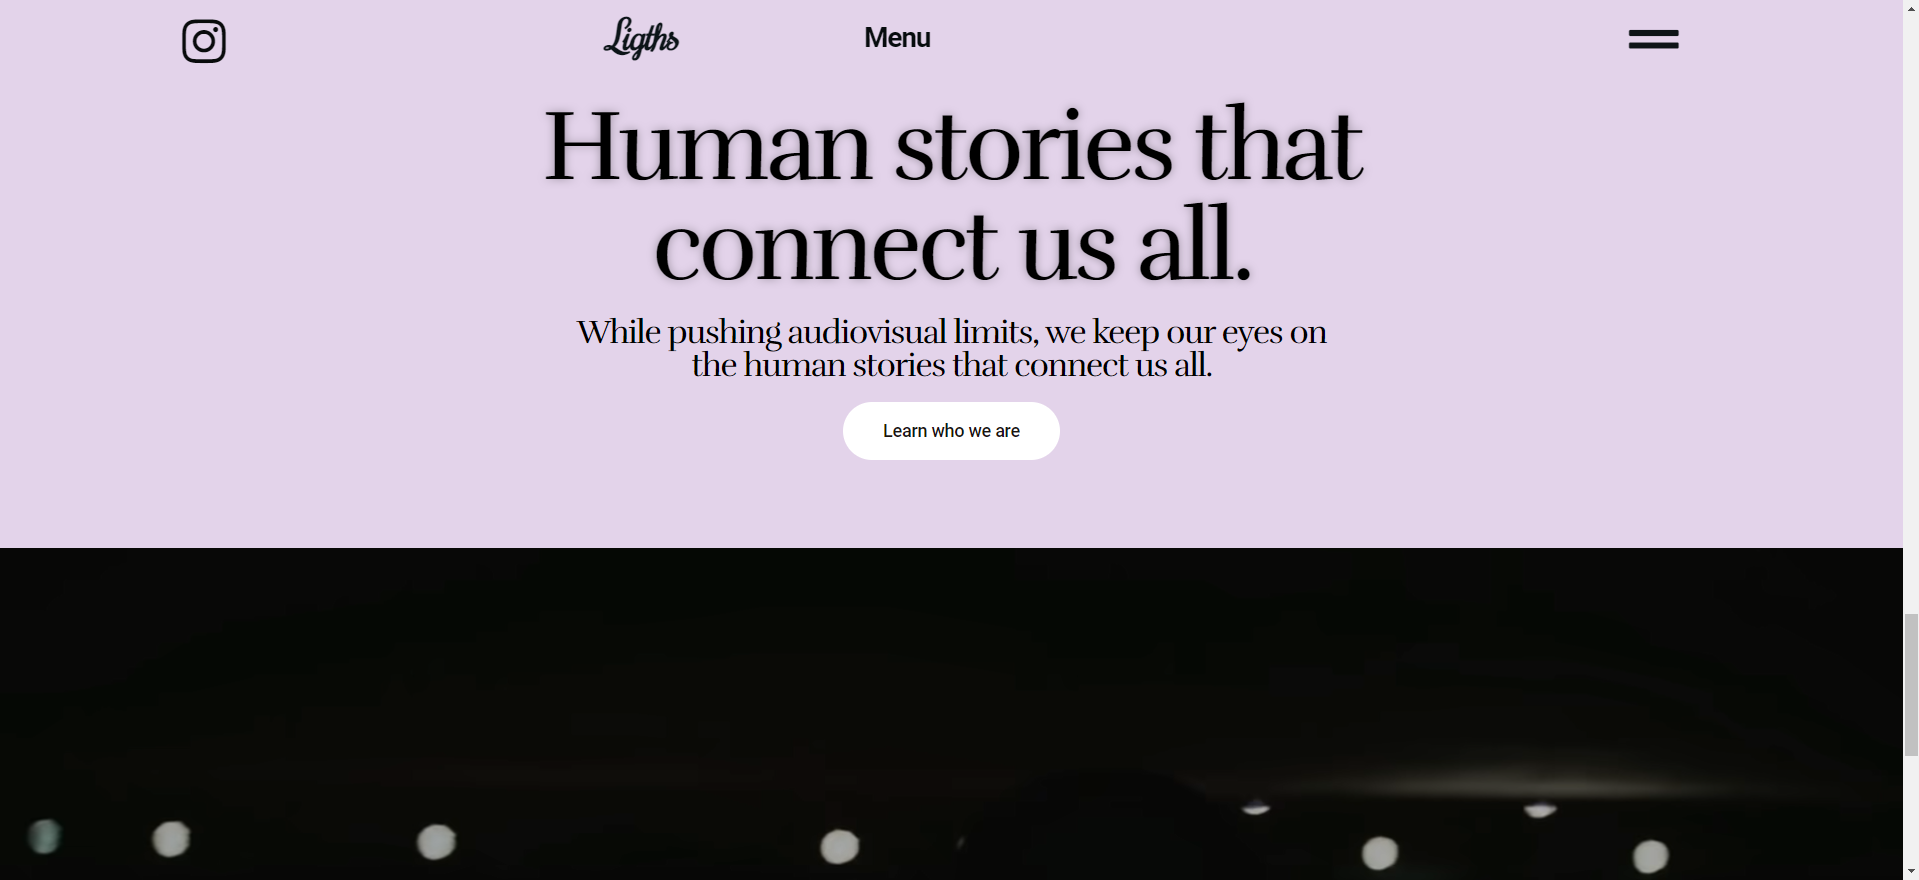 Ligths
Menu
Human stories that
connect us all.
While pushing audiovisual limits, we keep our eyes on
the human stories that connect us all.
Learn who we are